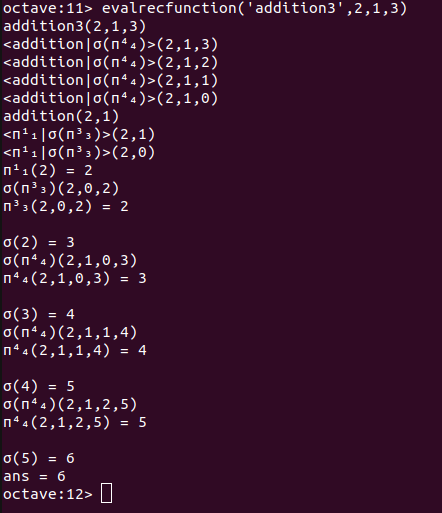 octave:11> evalrecfunction('addition3',2,1,3)
addition3(2,1,3)
<addition|σ(π⁴₄)>(2,1,3)
<addition|σ(π⁴₄)>(2,1,2)
<addition|σ(π⁴₄)>(2,1,1)
<addition|σ(π⁴₄)>(2,1,0)
addition(2,1)
<π¹₁|σ(π³₃)>(2,1)
<π¹₁|σ(π³₃)>(2,0)
π¹₁(2) = 2
σ(π³₃)(2,0,2)
π³₃(2,0,2) = 2
σ(2) = 3
σ(π⁴₄)(2,1,0,3)
π⁴₄(2,1,0,3) = 3
σ(3) = 4
σ(π⁴₄)(2,1,1,4)
π⁴₄(2,1,1,4) = 4
σ(4) = 5
σ(π⁴₄)(2,1,2,5)
π⁴₄(2,1,2,5) = 5
σ(5) = 6
ans = 6
octave:12>